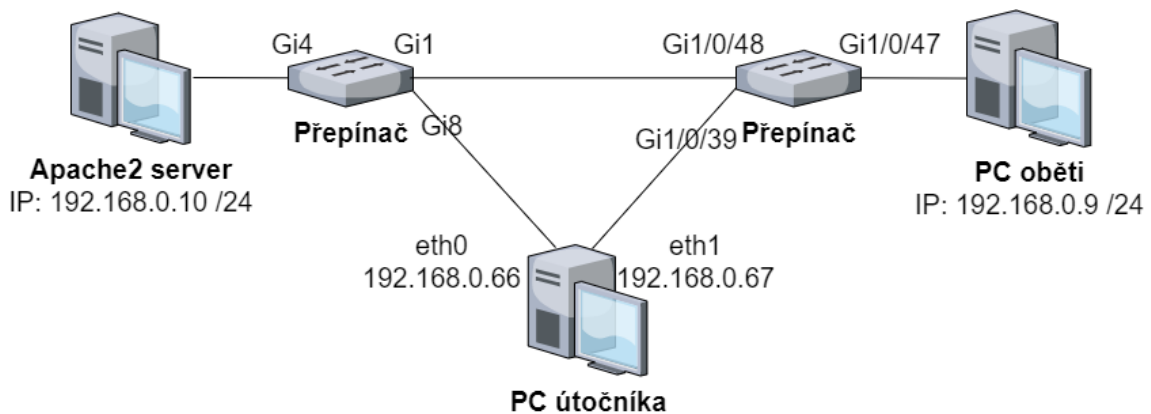 Gi4
Gi1
Gi1/0/48
Gi1/0/47
Gi8
Gi1/0/39
Přepínač
Přepínač
Apache2 server
IP: 192.168.0.10 /24
PC oběti
IP: 192.168.0.9 /24
eth0
192.168.0.66
eth1
192.168.0.67
PC útočníka